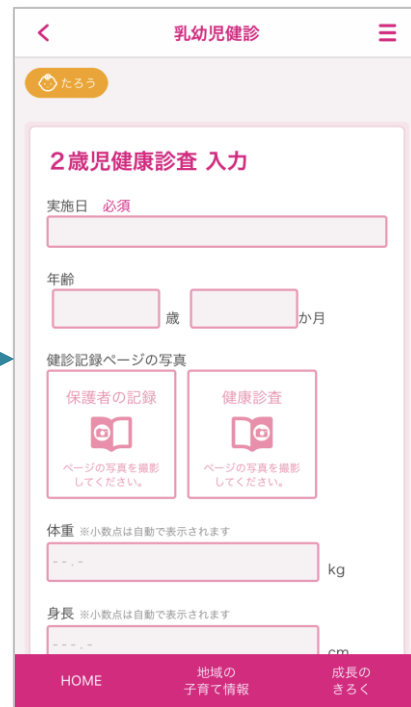 乳幼児健診
たろう
２歳児健康診査 入力
実施日 必須
年齢
歳 か月
健診記録ページの写真
保護者の記録 健康診査
ページの写真を撮影 ページの写真を撮影
してください。 してください。
体重 ※小数点は自動で表示されます
--.- kg
身長 ※小数点は自動で表示されます
---.- cm
HOME 地域の 成長の
子育て情報 きろく